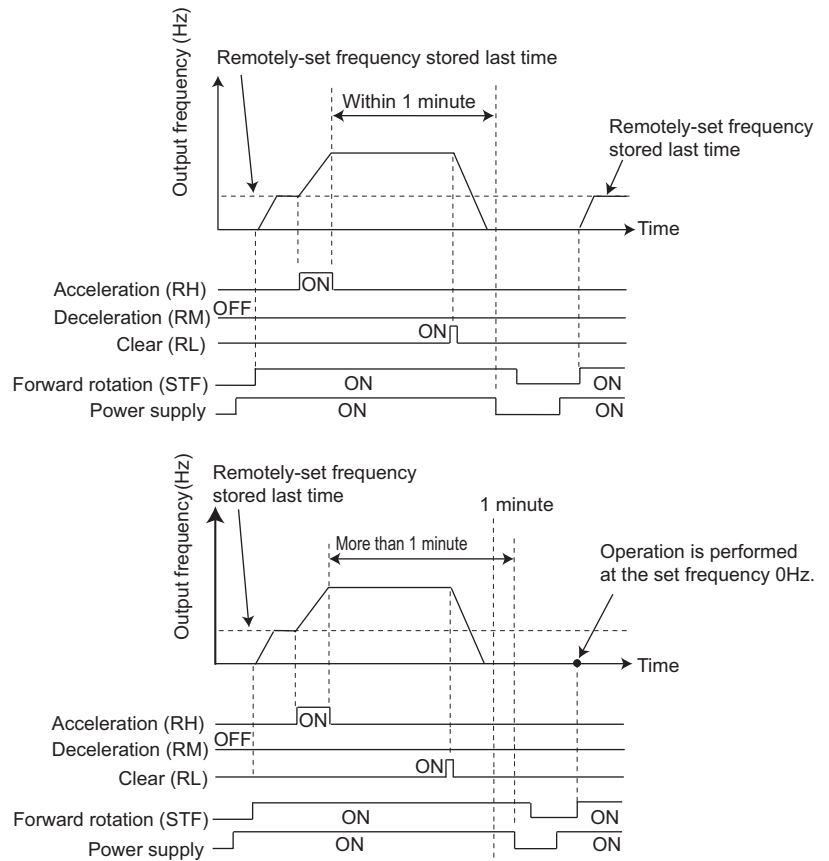 Output frequency (Hz)
Remotely-set frequency stored last time
Within 1 minute
Remotely-set frequency
stored last time
Time
Acceleration (RH)
ON
Deceleration (RM)
OFF
Clear (RL)
ON
Forward rotation (STF)
ON
ON
Power supply
ON
ON
Output frequency(Hz)
Remotely-set frequency
stored last time
1 minute
More than 1 minute
Operation is performed
at the set frequency 0Hz.
Time
Acceleration (RH)
ON
Deceleration (RM)
OFF
Clear (RL)
ON
Forward rotation (STF)
ON
ON
Power supply
ON
ON